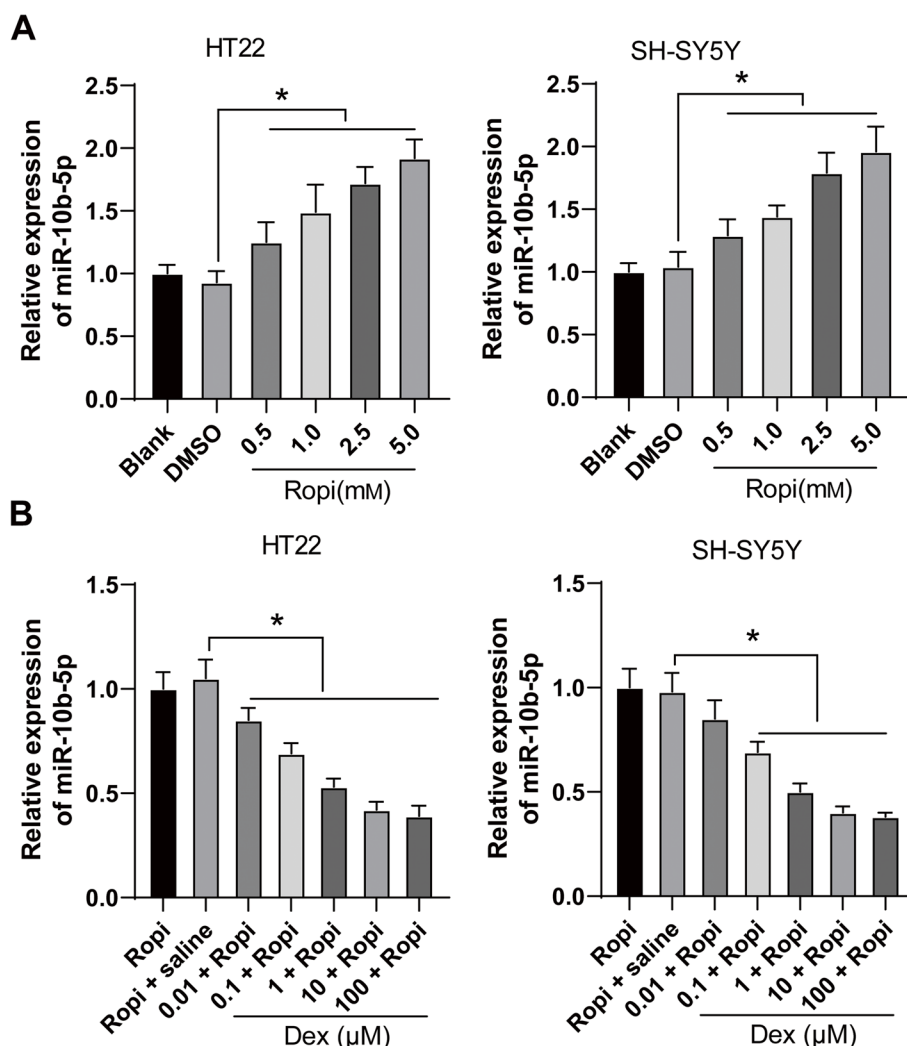 A
HT22
SH-SY5Y
Relative expression
of miR-10b-5p
2.5
2.0
1.5
1.0
0.5
0.0
*
Blank
DMSO
0.5
1.0
2.5
5.0
Ropi(mM)
Relative expression
of miR-10b-5p
2.5
2.0
1.5
1.0
0.5
0.0
*
Blank
DMSO
0.5
1.0
2.5
5.0
Ropi(mM)
B
HT22
SH-SY5Y
Relative expression
of miR-10b-5p
1.5
1.0
0.5
0.0
*
Ropi
Ropi + saline
0.01 + Ropi
0.1 + Ropi
1 + Ropi
10 + Ropi
100 + Ropi
Dex (μM)
Relative expression
of miR-10b-5p
1.5
1.0
0.5
0.0
*
Ropi
Ropi + saline
0.01 + Ropi
0.1 + Ropi
1 + Ropi
10 + Ropi
100 + Ropi
Dex (μM)